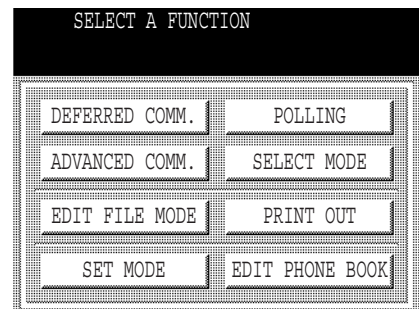 SELECT A FUNCTION
DEFERRED COMM. POLLING
ADVANCED COMM. SELECT MODE
EDIT FILE MODE PRINT OUT
SET MODE EDIT PHONE BOOK